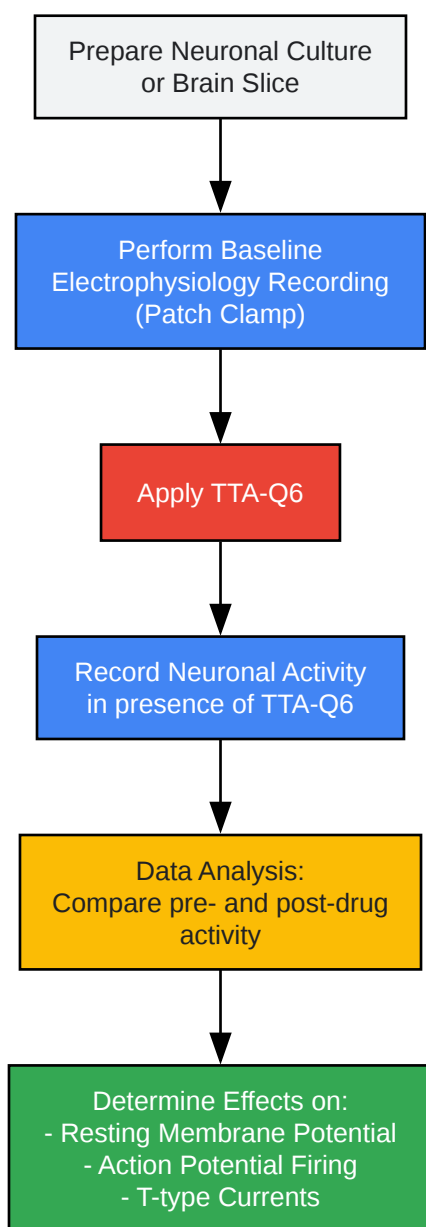 Prepare Neuronal Culture
or Brain Slice
Perform Baseline
Electrophysiology Recording
(Patch Clamp)
Apply TTA-Q6
Record Neuronal Activity
in presence of TTA-Q6
Data Analysis:
Compare pre- and post-drug
activity
Determine Effects on:
- Resting Membrane Potential
- Action Potential Firing
- T-type Currents